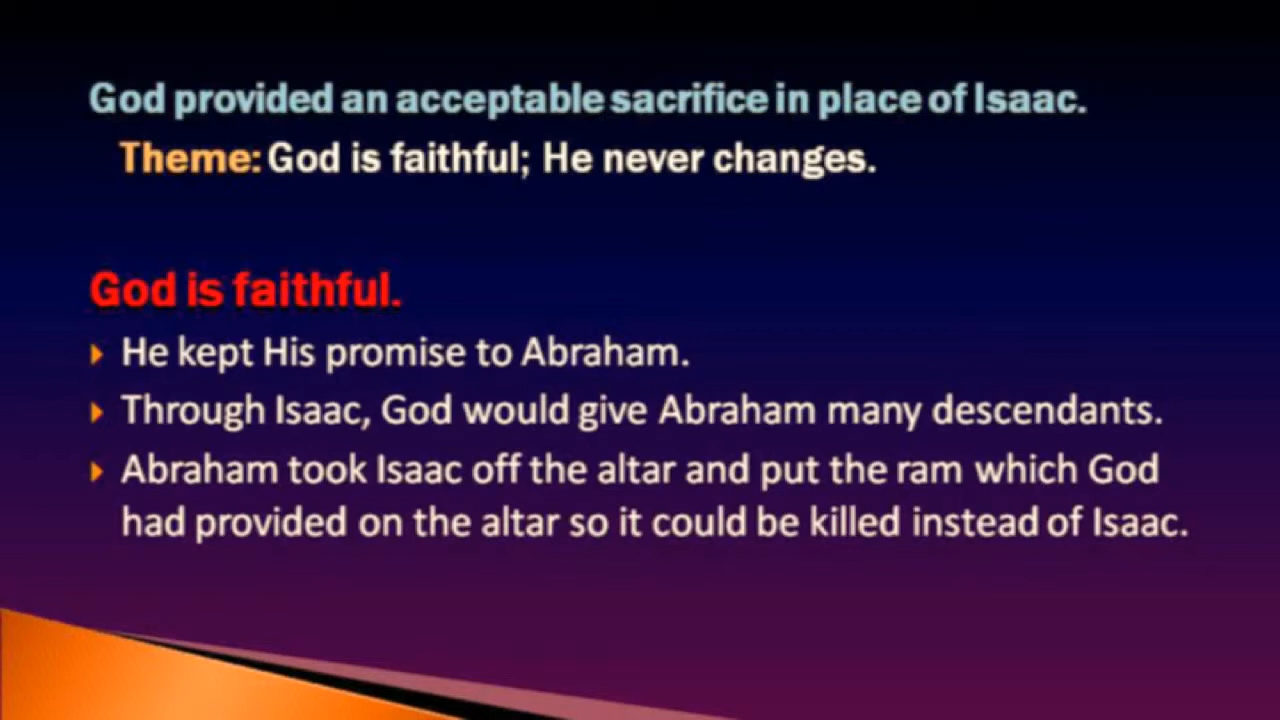 God provided an acceptable sacrifice in place of Isaac.
Theme: God is faithful; He never changes.
God is faithful.
He kept His promise to Abraham.
Through Isaac, God would give Abraham many descendants.
Abraham took Isaac off the altar and put the ram which God
had provided on the altar so it could be killed instead of Isaac.